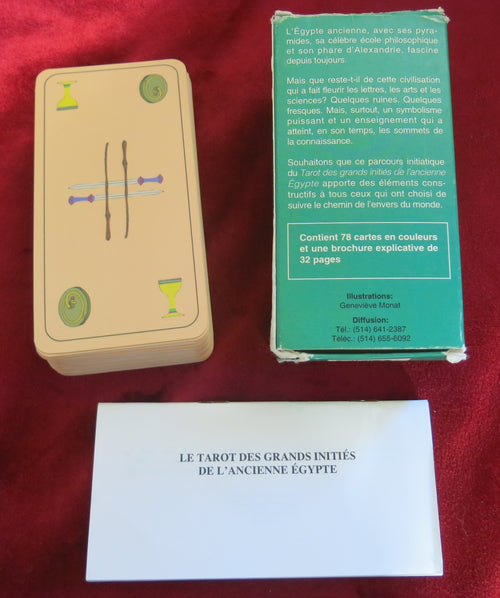 L'Égypte ancienne, avec ses pyra-
mides, sa célèbre école philosophique
et son phare d'Alexandrie, fascine
depuis toujours.
Mais que reste-t-il de cette civilisation
qui a fait fleurir les lettres, les arts et les
sciences? Quelques ruines. Quelques
fresques. Mais, surtout, un symbolisme
puissant et un enseignement qui a
atteint, en son temps, les sommets de
la connaissance.
Souhaitons que ce parcours initiatique
du Tarot des grands initiés de l'ancienne
Égypte apporte des éléments cons-
tructifs à tous ceux qui ont choisi de
suivre le chemin de l'envers du monde.
Contient 78 cartes en couleurs
et une brochure explicative de
32 pages
Illustrations:
Geneviève Monat
Diffusion:
Tél.: (514) 641-2387
Téléc.: (514) 655-6092
LE TAROT DES GRANDS INITIÉS
DE L'ANCIENNE ÉGYPTE